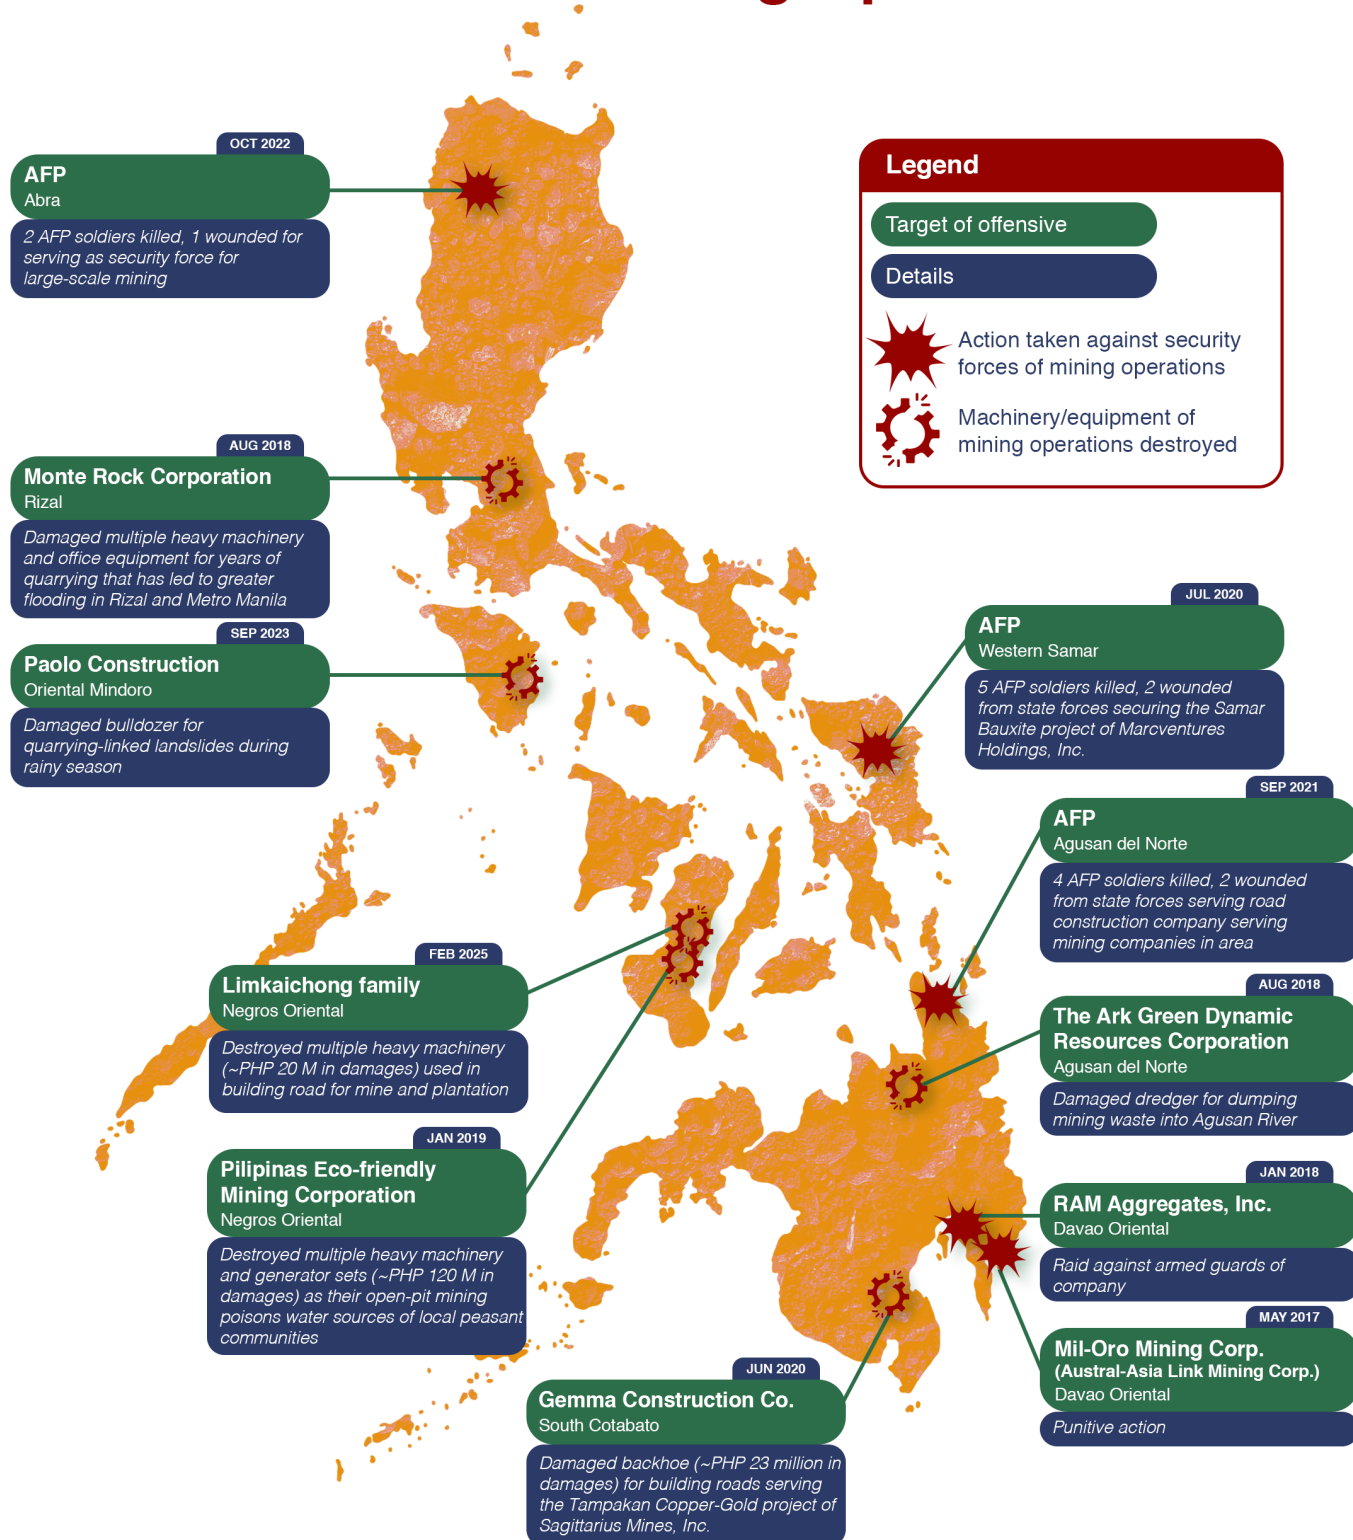 OCT 2022
AFP
Abra
2 AFP soldiers killed, 1 wounded for
serving as security force for
large-scale mining
Legend
Target of offensive
Details
Action taken against security
forces of mining operations
Machinery/equipment of
mining operations destroyed
AUG 2018
Monte Rock Corporation
Rizal
Damaged multiple heavy machinery
and office equipment for years of
quarrying that has led to greater
flooding in Rizal and Metro Manila
SEP 2023
Paolo Construction
Oriental Mindoro
Damaged bulldozer for
quarrying-linked landslides during
rainy season
JUL 2020
AFP
Western Samar
5 AFP soldiers killed, 2 wounded
from state forces securing the Samar
Bauxite project of Marcventures
Holdings, Inc.
SEP 2021
AFP
Agusan del Norte
4 AFP soldiers killed, 2 wounded
from state forces serving road
construction company serving
mining companies in area
FEB 2025
Limkaichong family
Negros Oriental
Destroyed multiple heavy machinery
(~PHP 20 M in damages) used in
building road for mine and plantation
AUG 2018
The Ark Green Dynamic
Resources Corporation
Agusan del Norte
Damaged dredger for dumping
mining waste into Agusan River
JAN 2019
Pilipinas Eco-friendly
Mining Corporation
Negros Oriental
Destroyed multiple heavy machinery
and generator sets (~PHP 120 M in
damages) as their open-pit mining
poisons water sources of local peasant
communities
JAN 2018
RAM Aggregates, Inc.
Davao Oriental
Raid against armed guards of
company
MAY 2017
Mil-Oro Mining Corp.
(Austral-Asia Link Mining Corp.)
Davao Oriental
Punitive action
JUN 2020
Gemma Construction Co.
South Cotabato
Damaged backhoe (~PHP 23 million in
damages) for building roads serving
the Tampakan Copper-Gold project of
Sagittarius Mines, Inc.